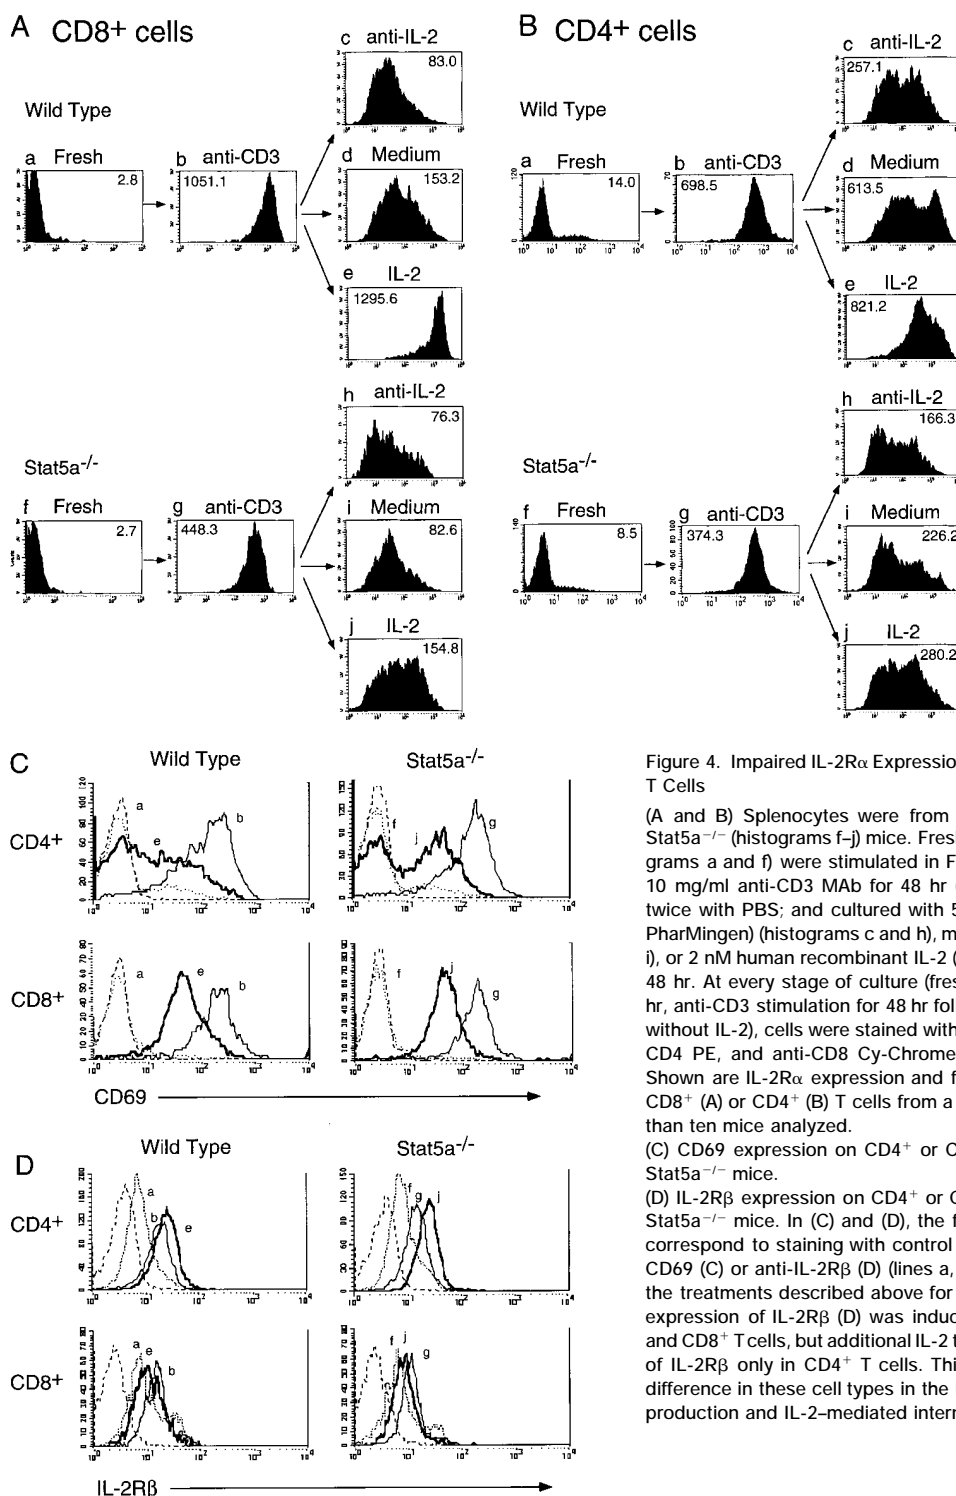 A CD8+ cells
B CD4+ cells
c anti-IL-2
83.0
c anti-IL-2
257.1
Wild Type
Wild Type
a Fresh
2.8
b anti-CD3
1051.1
d Medium
153.2
a Fresh
14.0
b anti-CD3
698.5
d Medium
613.5
e IL-2
1295.6
e IL-2
821.2
h anti-IL-2
76.3
h anti-IL-2
166.3
Stat5a-/-
Stat5a-/-
f Fresh
2.7
g anti-CD3
448.3
i Medium
82.6
f Fresh
8.5
g anti-CD3
374.3
i Medium
226.2
j IL-2
154.8
j IL-2
280.2
C Wild Type Stat5a-/-
CD4+
a b e
f j g
CD8+
a e b
f j g
CD69
D Wild Type Stat5a-/-
CD4+
a b e
f g j
CD8+
a e b
f j g
IL-2Rβ
Figure 4. Impaired IL-2Rα Expression
T Cells
(A and B) Splenocytes were from
Stat5a−/− (histograms f–j) mice. Fresh
grams a and f) were stimulated in F
10 mg/ml anti-CD3 MAb for 48 hr
twice with PBS; and cultured with 5
PharMingen) (histograms c and h), m
i), or 2 nM human recombinant IL-2 (
48 hr. At every stage of culture (fres
hr, anti-CD3 stimulation for 48 hr fol
without IL-2), cells were stained with
CD4 PE, and anti-CD8 Cy-Chrome
Shown are IL-2Rα expression and f
CD8+ (A) or CD4+ (B) T cells from a
than ten mice analyzed.
(C) CD69 expression on CD4+ or C
Stat5a−/− mice.
(D) IL-2Rβ expression on CD4+ or C
Stat5a−/− mice. In (C) and (D), the f
correspond to staining with control
CD69 (C) or anti-IL-2Rβ (D) (lines a,
the treatments described above for
expression of IL-2Rβ (D) was induc
and CD8+ T cells, but additional IL-2 t
of IL-2Rβ only in CD4+ T cells. Thi
difference in these cell types in the
production and IL-2–mediated intern